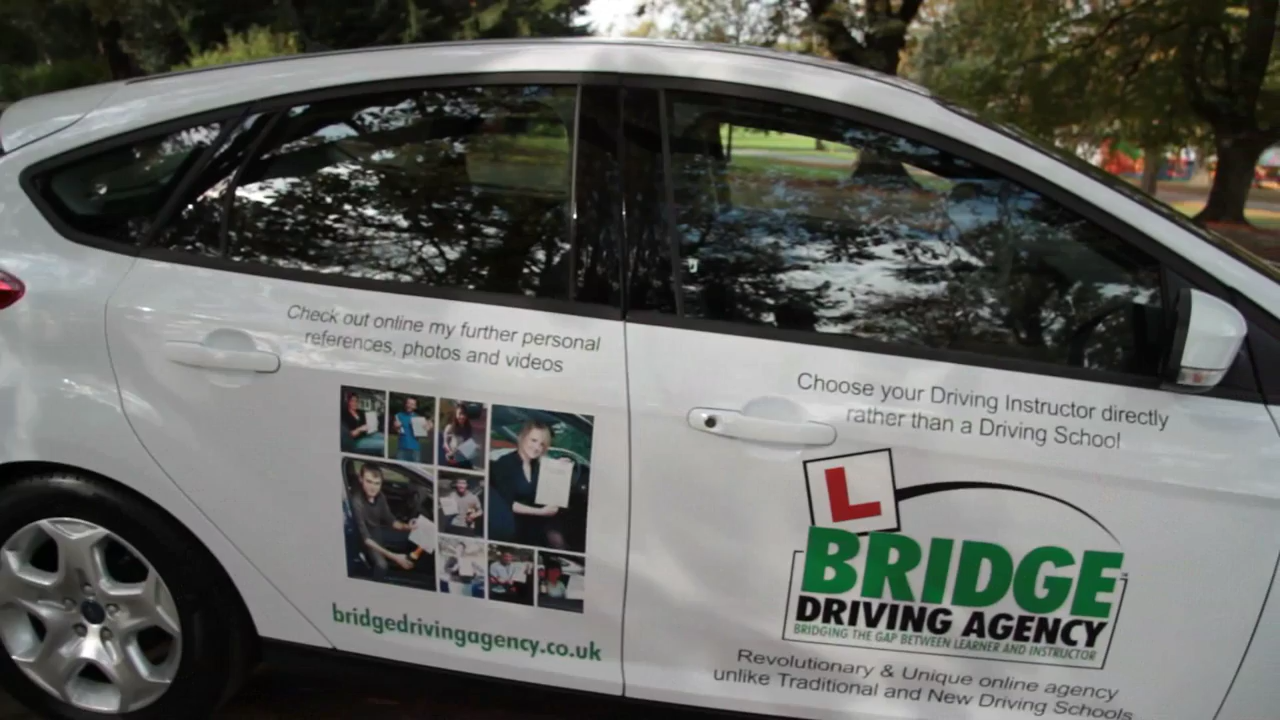 Check out online my further personal
references, photos and videos
bridgedrivingagency.co.uk
Choose your Driving Instructor directly
rather than a Driving School
L
BRIDGE
DRIVING AGENCY
BRIDGING THE GAP BETWEEN LEARNER AND INSTRUCTOR
Revolutionary & Unique online agency
unlike Traditional and New Driving Schools